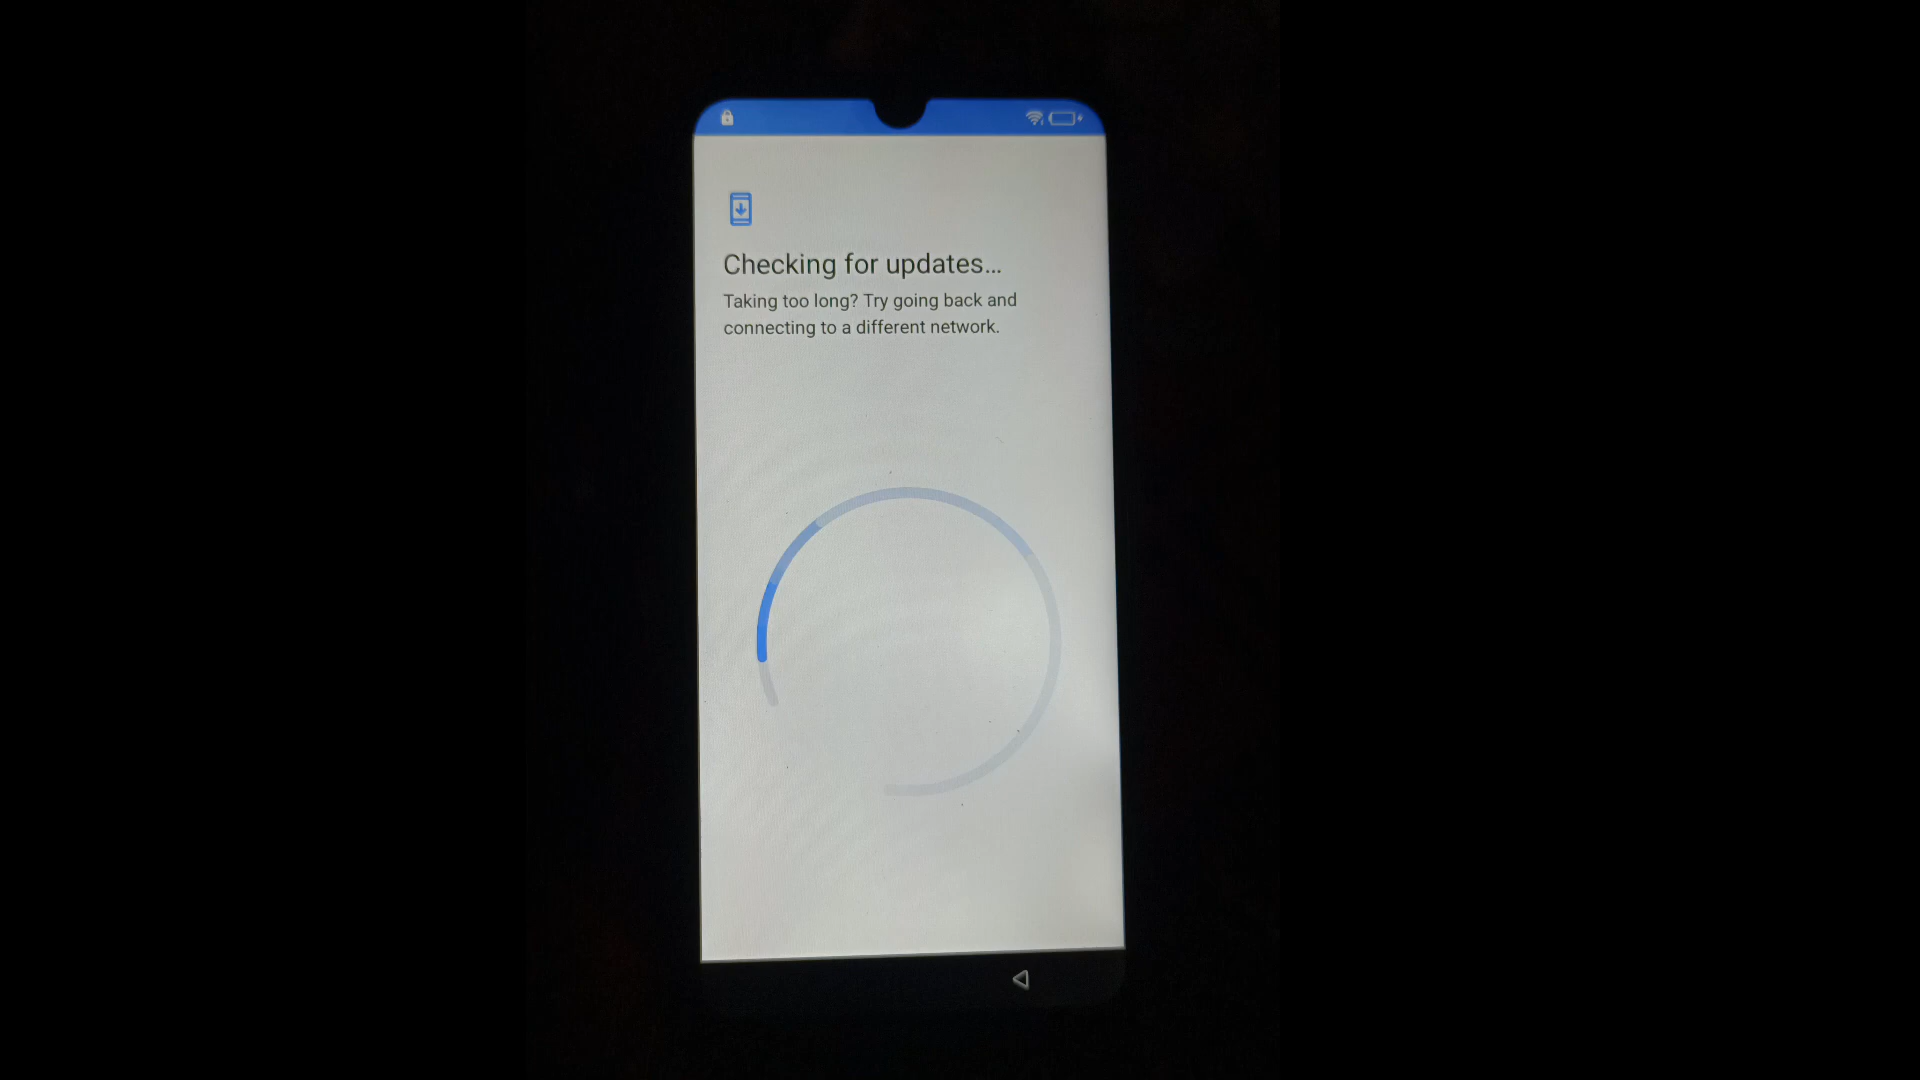 Checking for updates...
Taking too long? Try going back and
connecting to a different network.